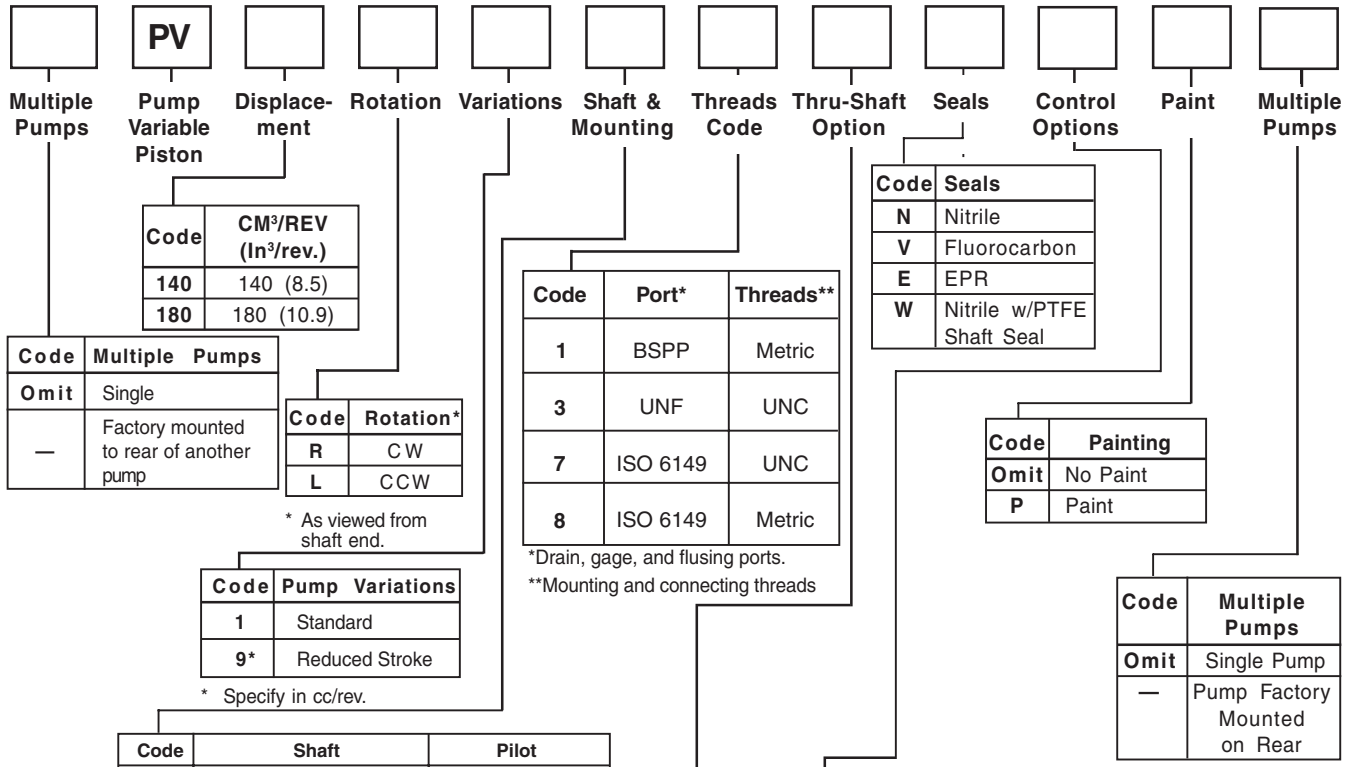 PV
Multiple Pumps
Pump Variable Piston
Displace-ment
Rotation
Variations
Shaft & Mounting
Threads Code
Thru-Shaft Option
Seals
Control Options
Paint
Multiple Pumps
Code CM³/REV (In³/rev.)
140 140 (8.5)
180 180 (10.9)
Code Multiple Pumps
Omit Single
— Factory mounted
to rear of another
pump
Code Rotation*
R CW
L CCW
* As viewed from
shaft end.
Code Pump Variations
1 Standard
9* Reduced Stroke
* Specify in cc/rev.
Code Shaft Pilot
Code Port* Threads**
1 BSPP Metric
3 UNF UNC
7 ISO 6149 UNC
8 ISO 6149 Metric
*Drain, gage, and flusing ports.
**Mounting and connecting threads
Code Seals
N Nitrile
V Fluorocarbon
E EPR
W Nitrile w/PTFE
Shaft Seal
Code Painting
Omit No Paint
P Paint
Code Multiple
Pumps
Omit Single Pump
— Pump Factory
Mounted
on Rear